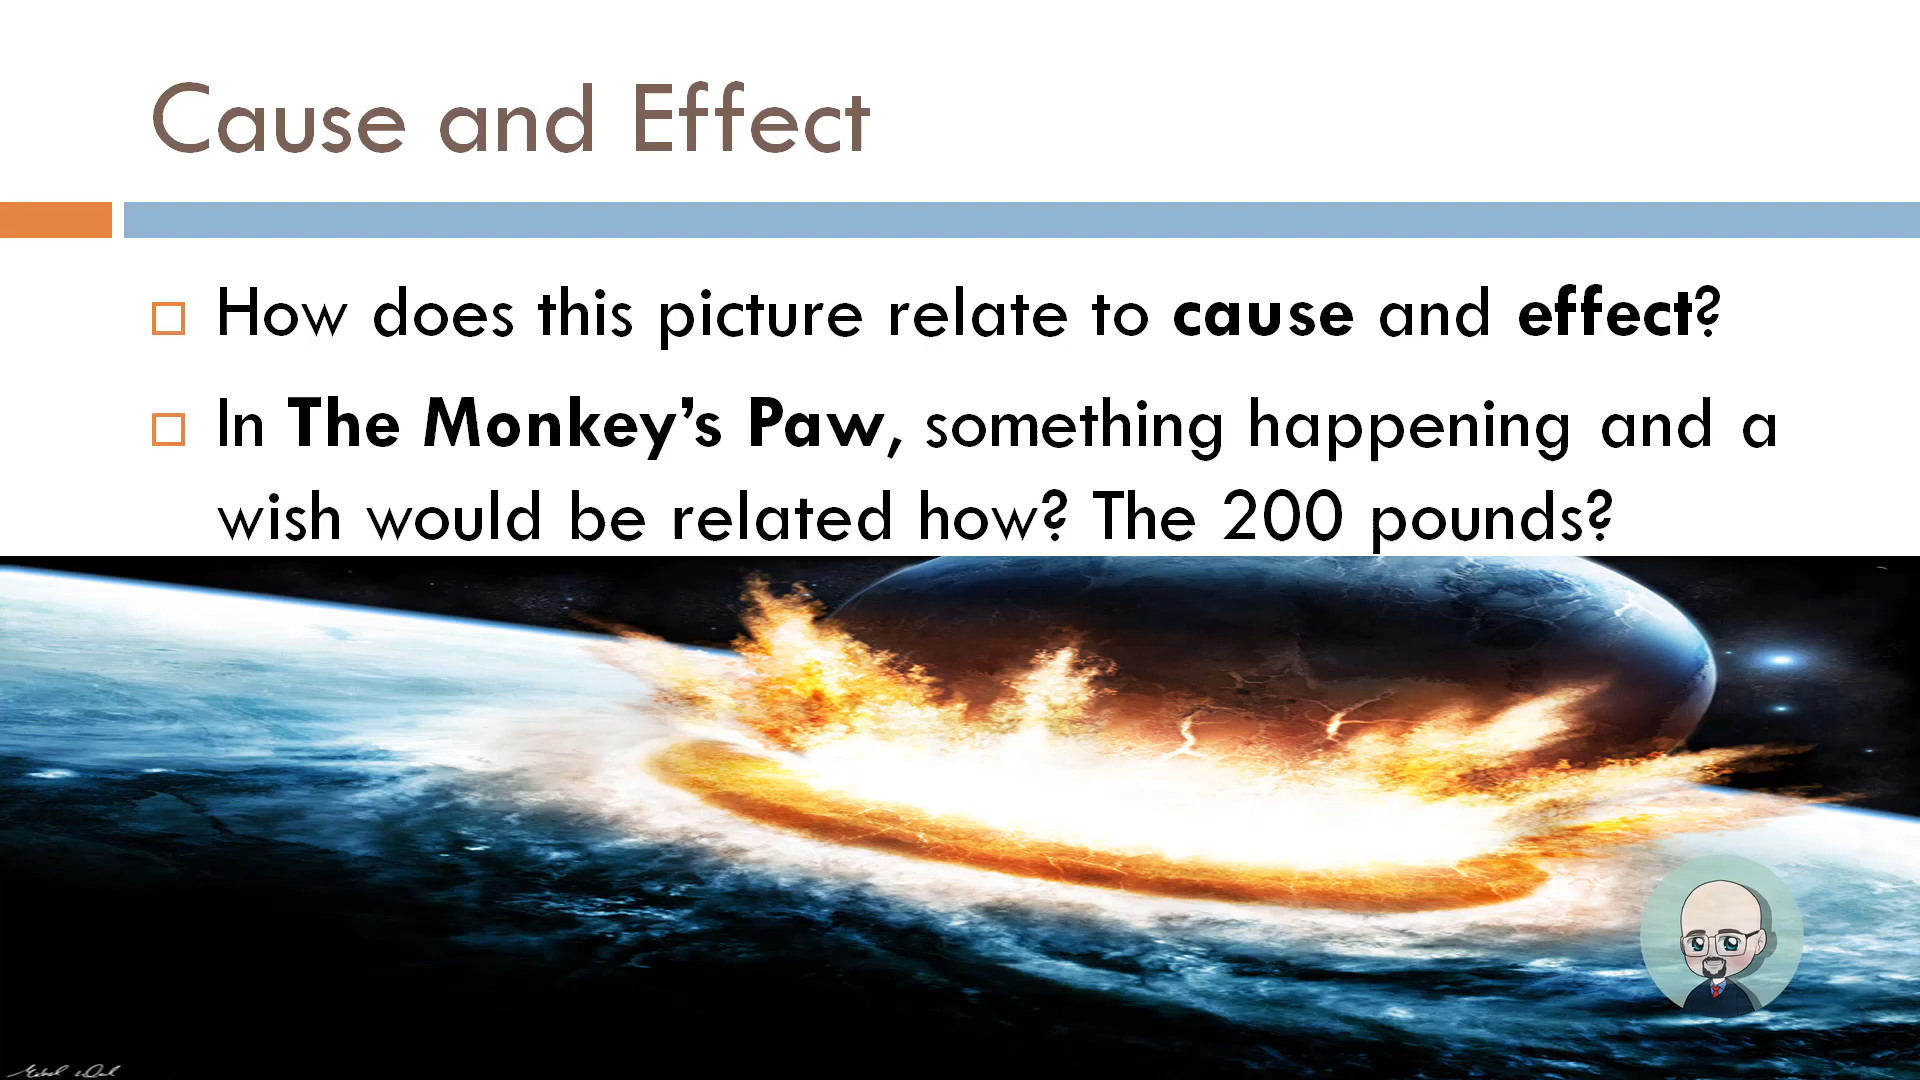 Cause and Effect
How does this picture relate to cause and effect?
In The Monkey’s Paw, something happening and a
wish would be related how? The 200 pounds?